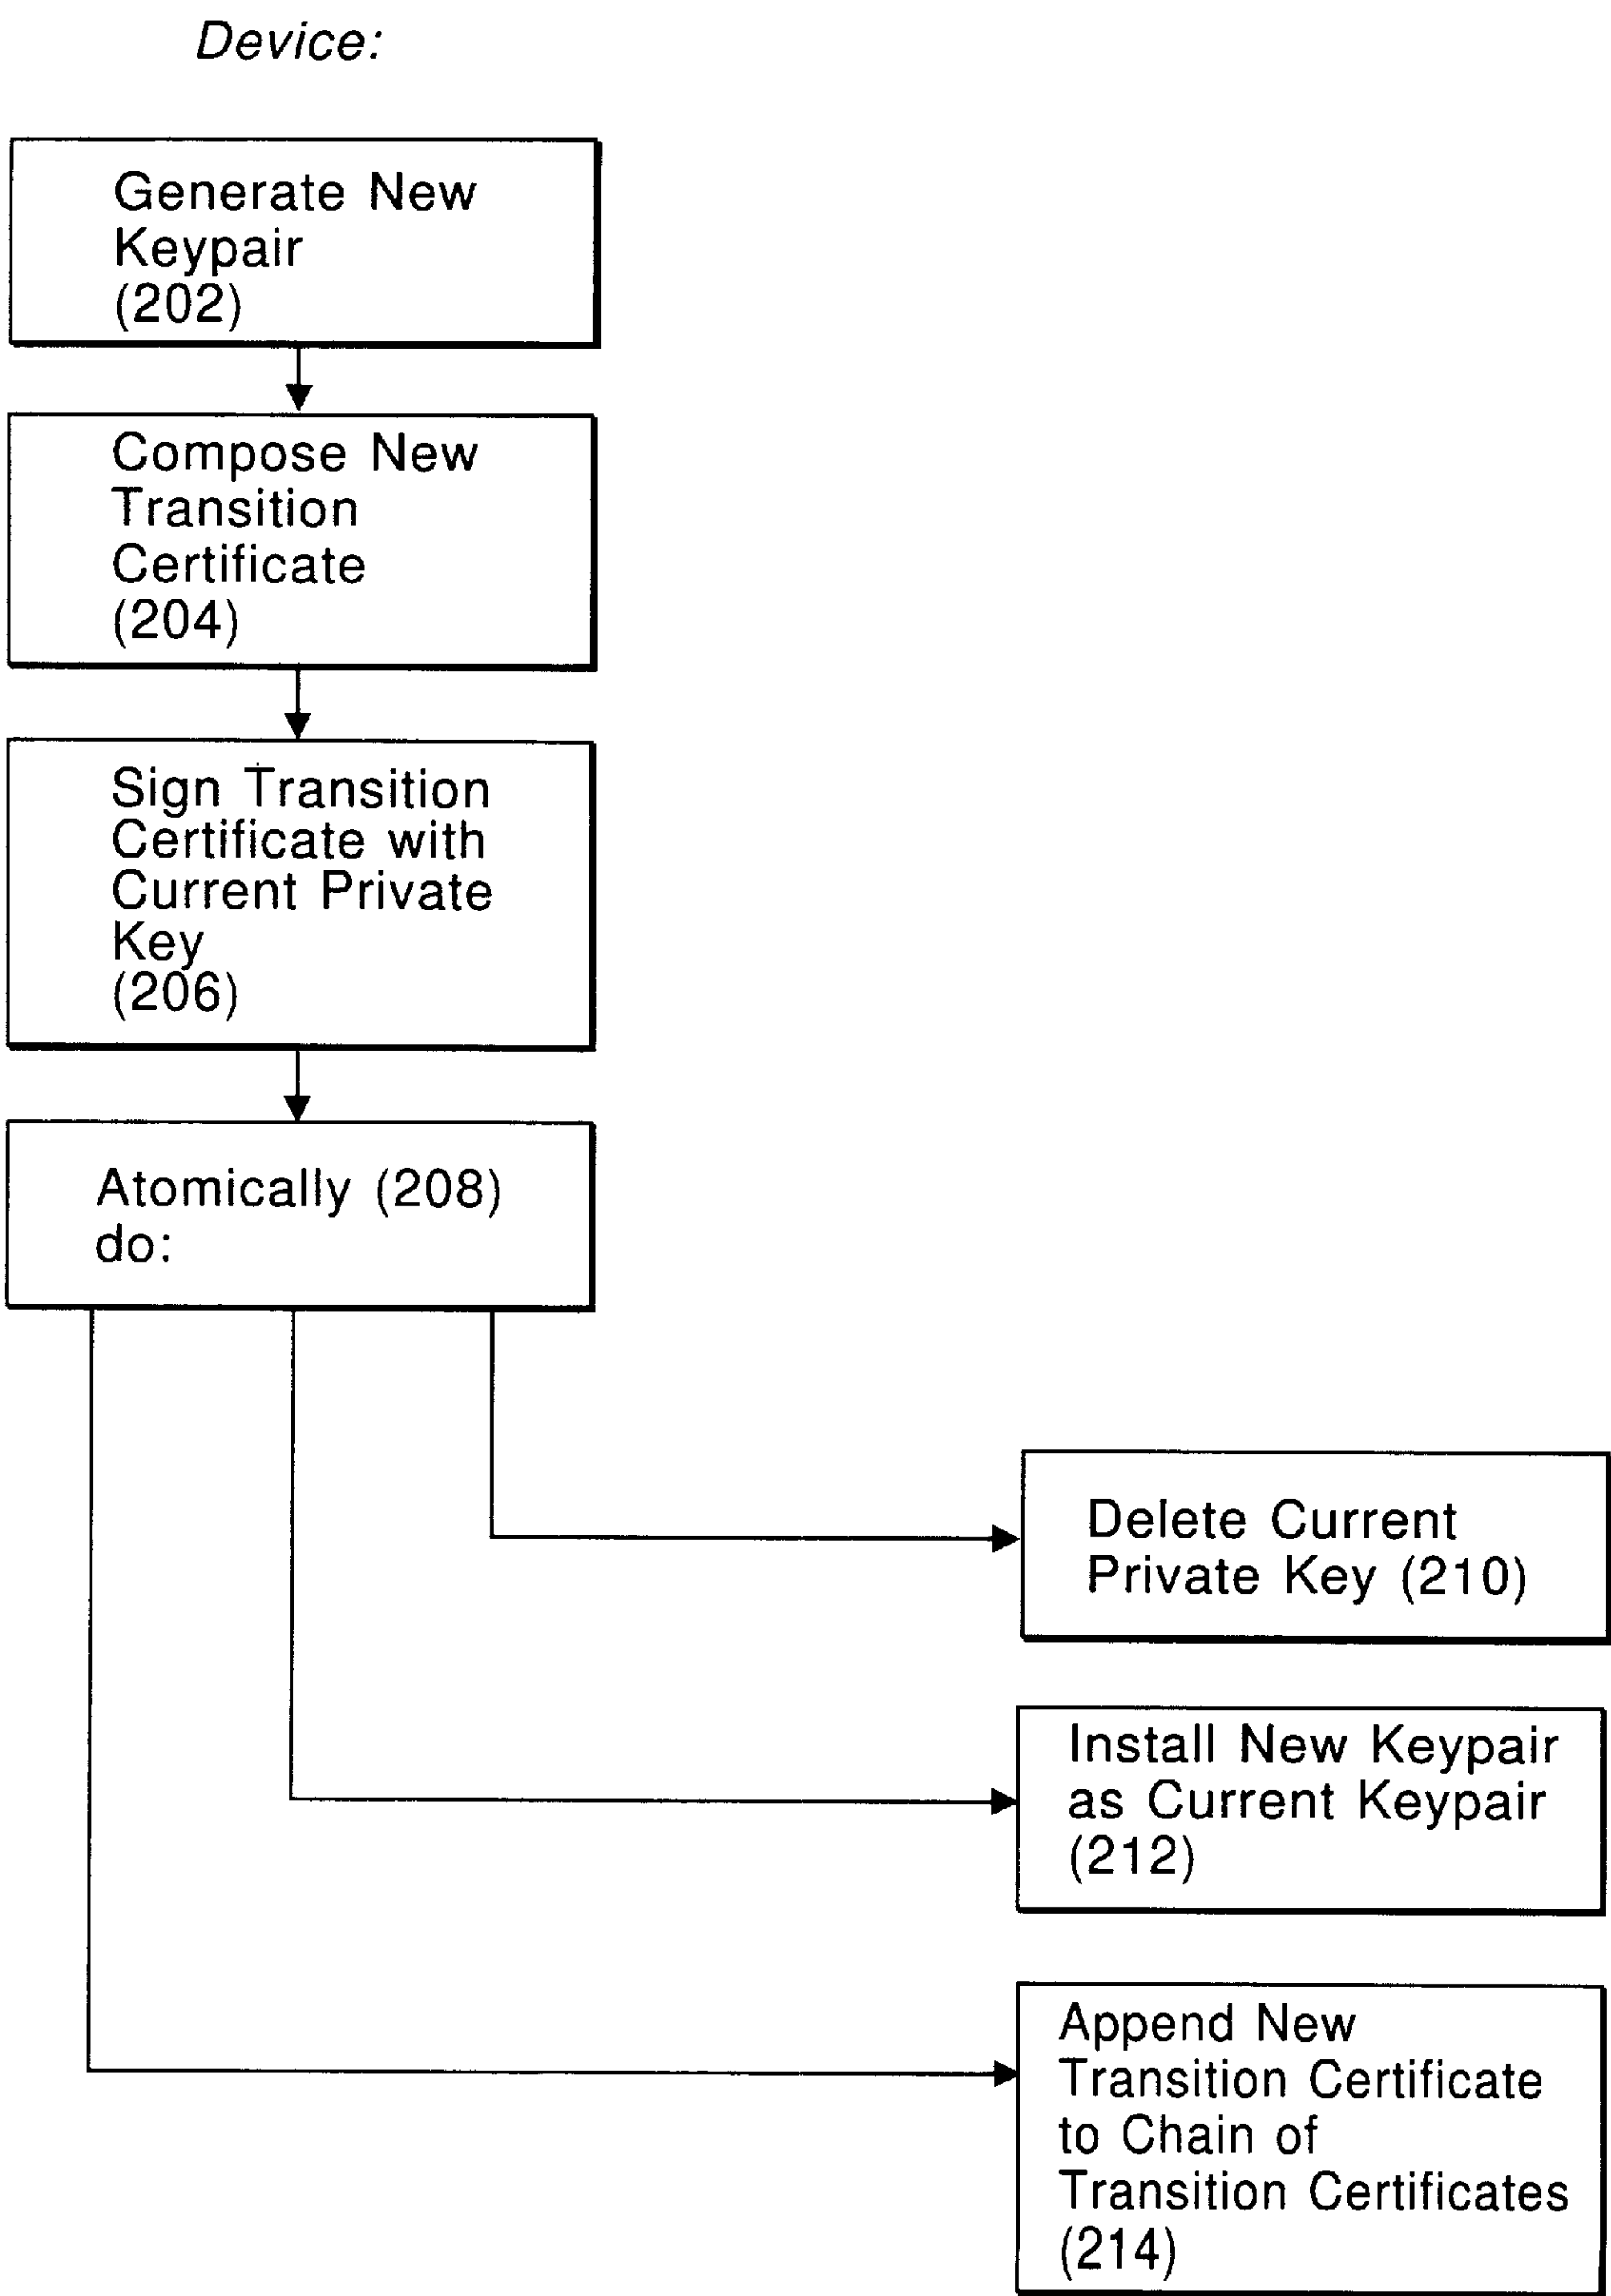 Device:
Generate New
Keypair
(202)
Compose New
Transition
Certificate
(204)
Sign Transition
Certificate with
Current Private
Key
(206)
Atomically (208)
do:
Delete Current
Private Key (210)
Install New Keypair
as Current Keypair
(212)
Append New
Transition Certificate
to Chain of
Transition Certificates
(214)